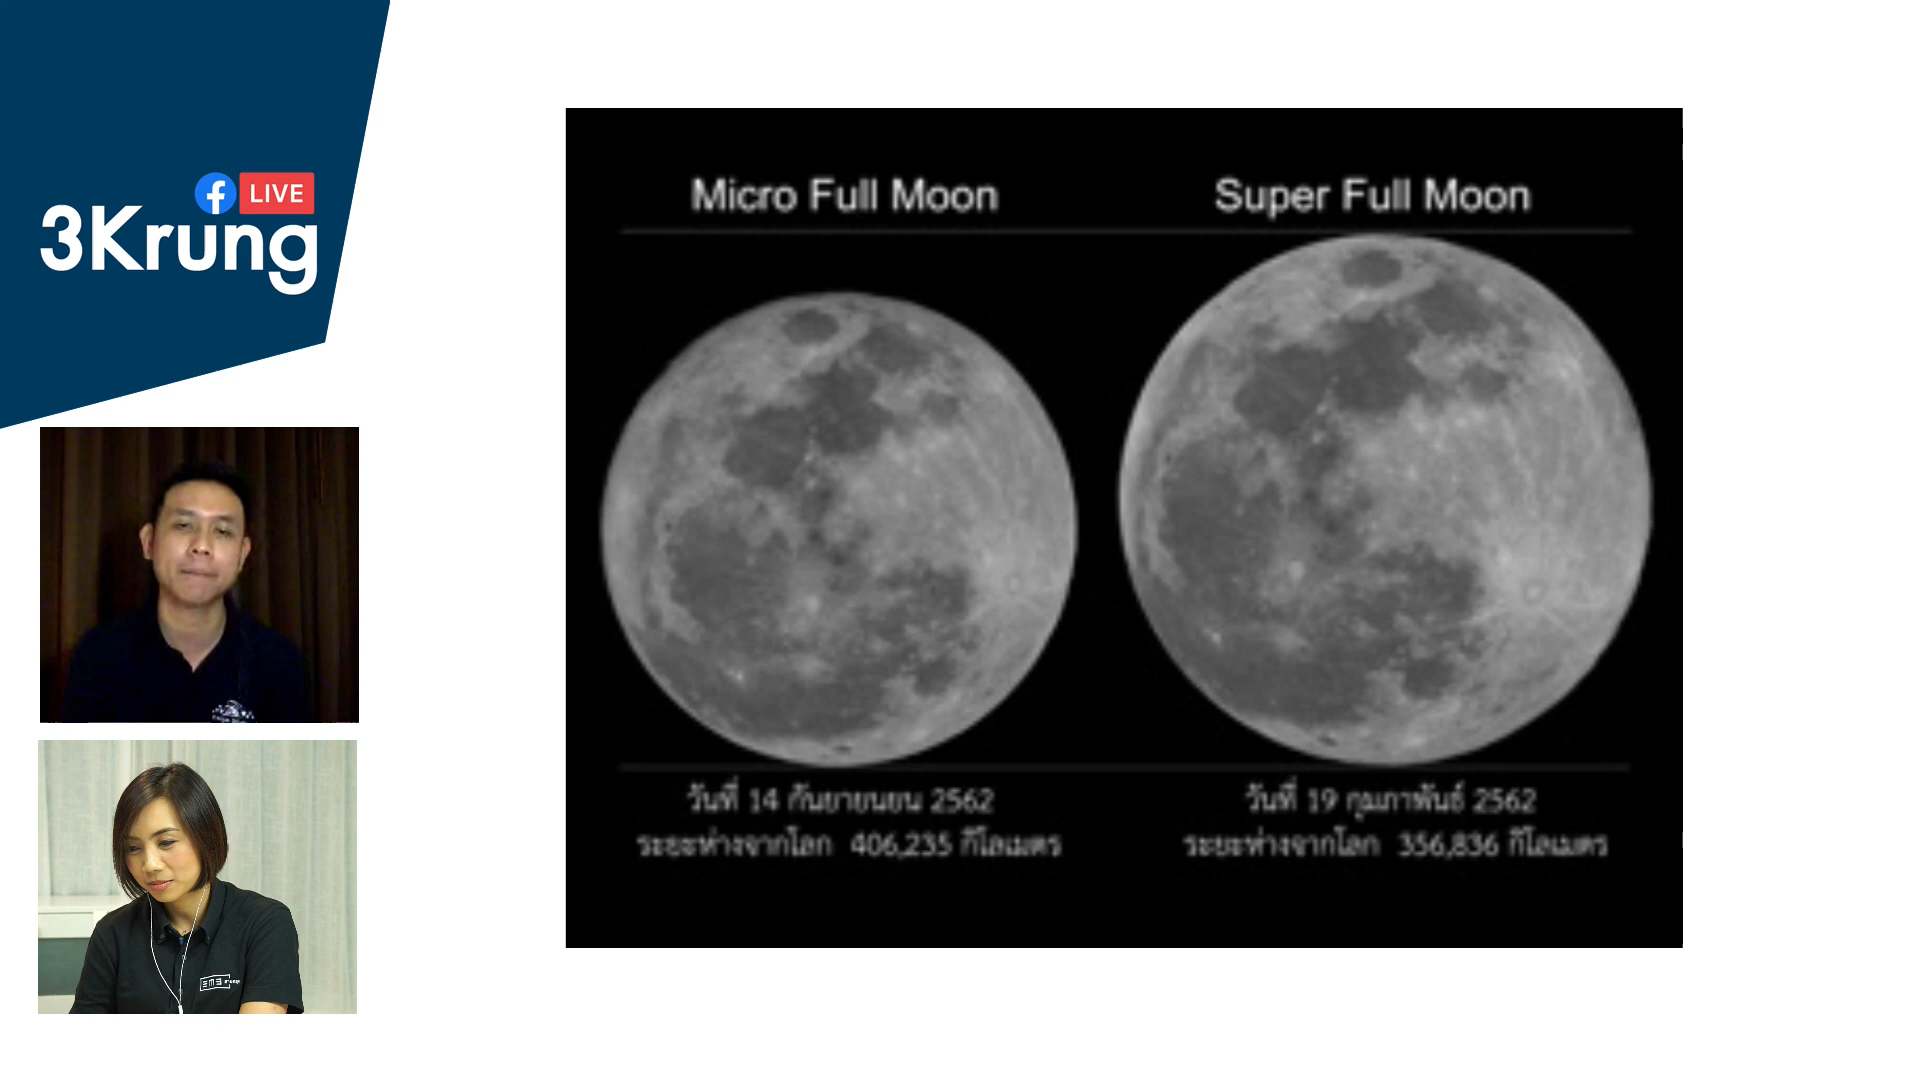 LIVE
3Krung
Micro Full Moon
Super Full Moon
วันที่ 14 กันยายนยน 2562
ระยะห่างจากโลก 406,235 กิโลเมตร
วันที่ 19 กุมภาพันธ์ 2562
ระยะห่างจากโลก 356,836 กิโลเมตร